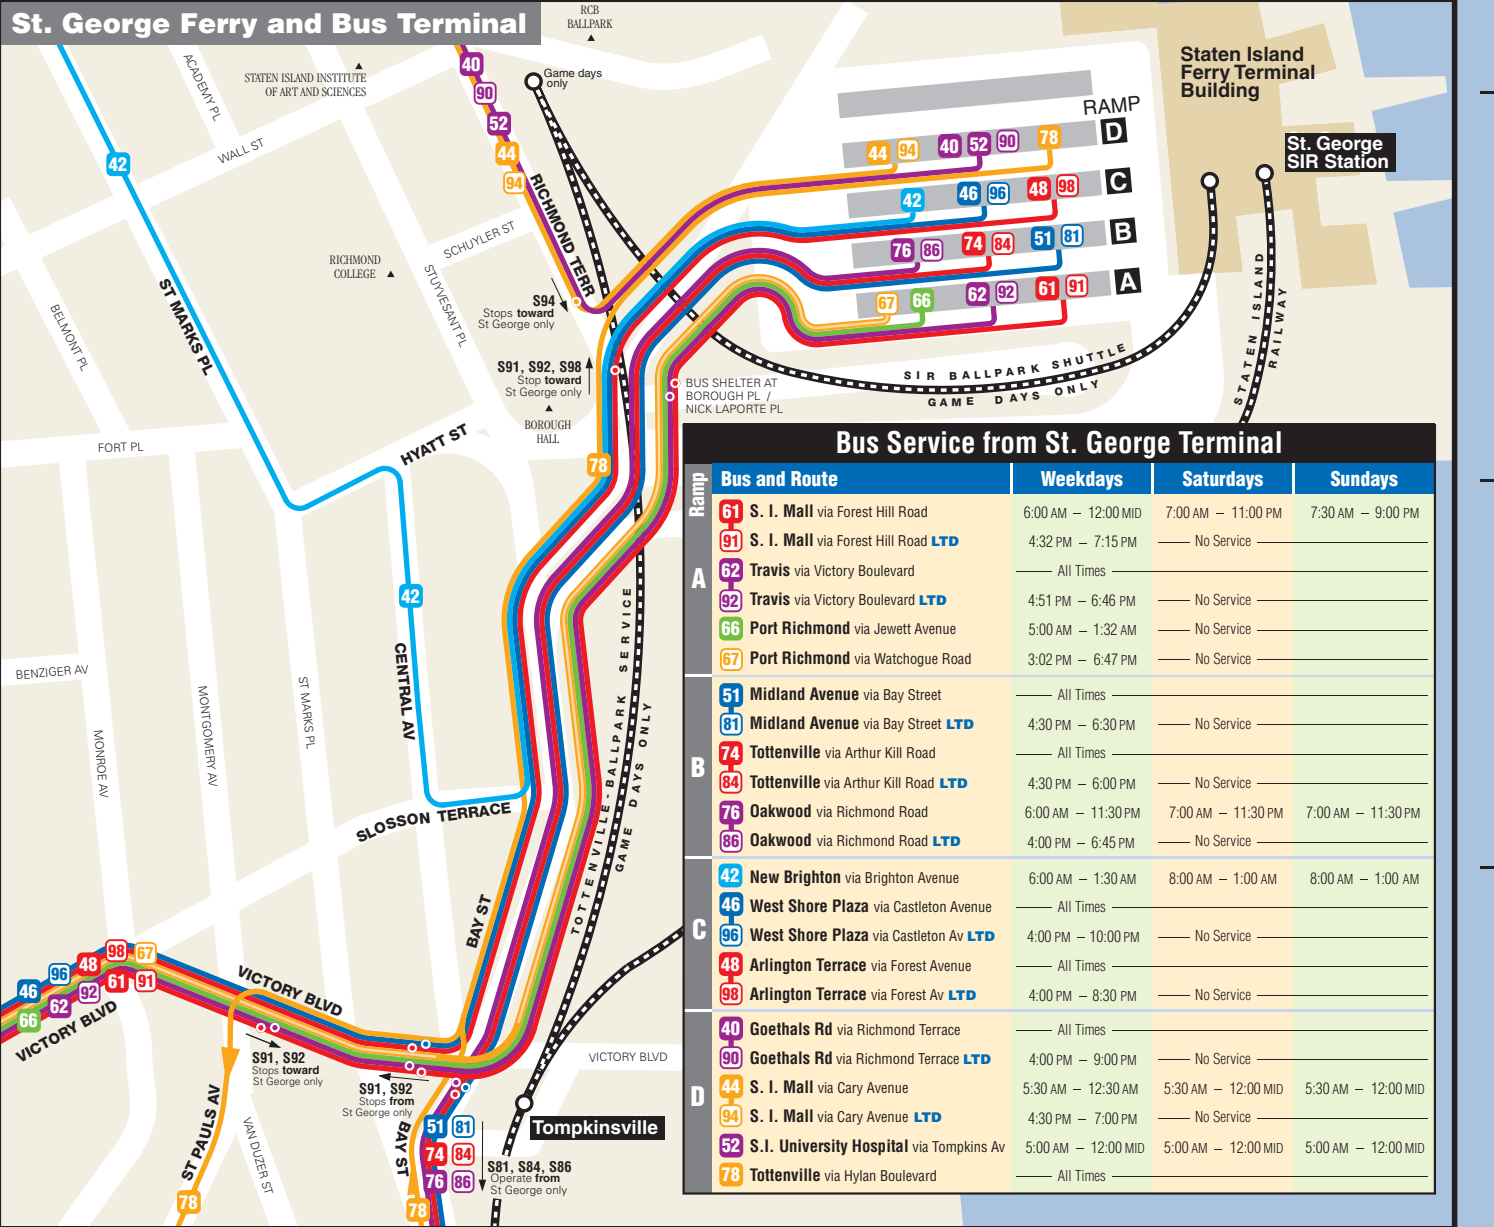 St. George Ferry and Bus Terminal
RCB
BALLPARK
ACADEMY PL
STATEN ISLAND INSTITUTE
OF ART AND SCIENCES
40
90
52
44
94
Game days
only
42
WALL ST
RICHMOND TERR
SCHUYLER ST
RICHMOND
COLLEGE
STUYVESANT PL
ST MARKS PL
BELMONT PL
S94
Stops toward
St George only
S91, S92, S98
Stop toward
St George only
BOROUGH
HALL
BUS SHELTER AT
BOROUGH PL /
NICK LAPORTE PL
FORT PL
HYATT ST
78
Staten Island
Ferry Terminal
Building
St. George
SIR Station
RAMP
D
44 94 40 52 90 78
C
42 46 96 48 98
B
76 86 74 84 51 81
A
67 66 62 92 61 91
SIR BALLPARK SHUTTLE
GAME DAYS ONLY
STATEN ISLAND
RAILWAY
42
CENTRAL AV
BENZIGER AV
MONROE AV
MONTGOMERY AV
ST MARKS PL
SLOSSON TERRACE
TOTTENVILLE-BALLPARK SERVICE
GAME DAYS ONLY
BAY ST
46 96 48 98 67
66 62 92 61 91
VICTORY BLVD
VICTORY BLVD
VICTORY BLVD
S91, S92
Stops toward
St George only
S91, S92
Stops from
St George only
ST PAULS AV
VAN DUZER ST
BAY ST
78
78
51 81
74 84
76 86
S81, S84, S86
Operate from
St George only
Tompkinsville
Bus Service from St. George Terminal
Ramp Bus and Route Weekdays Saturdays Sundays
A
61 S. I. Mall via Forest Hill Road 6:00 AM – 12:00 MID 7:00 AM – 11:00 PM 7:30 AM – 9:00 PM
91 S. I. Mall via Forest Hill Road LTD 4:32 PM – 7:15 PM No Service
62 Travis via Victory Boulevard All Times
92 Travis via Victory Boulevard LTD 4:51 PM – 6:46 PM No Service
66 Port Richmond via Jewett Avenue 5:00 AM – 1:32 AM No Service
67 Port Richmond via Watchogue Road 3:02 PM – 6:47 PM No Service
B
51 Midland Avenue via Bay Street All Times
81 Midland Avenue via Bay Street LTD 4:30 PM – 6:30 PM No Service
74 Tottenville via Arthur Kill Road All Times
84 Tottenville via Arthur Kill Road LTD 4:30 PM – 6:00 PM No Service
76 Oakwood via Richmond Road 6:00 AM – 11:30 PM 7:00 AM – 11:30 PM 7:00 AM – 11:30 PM
86 Oakwood via Richmond Road LTD 4:00 PM – 6:45 PM No Service
C
42 New Brighton via Brighton Avenue 6:00 AM – 1:30 AM 8:00 AM – 1:00 AM 8:00 AM – 1:00 AM
46 West Shore Plaza via Castleton Avenue All Times
96 West Shore Plaza via Castleton Av LTD 4:00 PM – 10:00 PM No Service
48 Arlington Terrace via Forest Avenue All Times
98 Arlington Terrace via Forest Av LTD 4:00 PM – 8:30 PM No Service
D
40 Goethals Rd via Richmond Terrace All Times
90 Goethals Rd via Richmond Terrace LTD 4:00 PM – 9:00 PM No Service
44 S. I. Mall via Cary Avenue 5:30 AM – 12:30 AM 5:30 AM – 12:00 MID 5:30 AM – 12:00 MID
94 S. I. Mall via Cary Avenue LTD 4:30 PM – 7:00 PM No Service
52 S.I. University Hospital via Tompkins Av 5:00 AM – 12:00 MID 5:00 AM – 12:00 MID 5:00 AM – 12:00 MID
78 Tottenville via Hylan Boulevard All Times